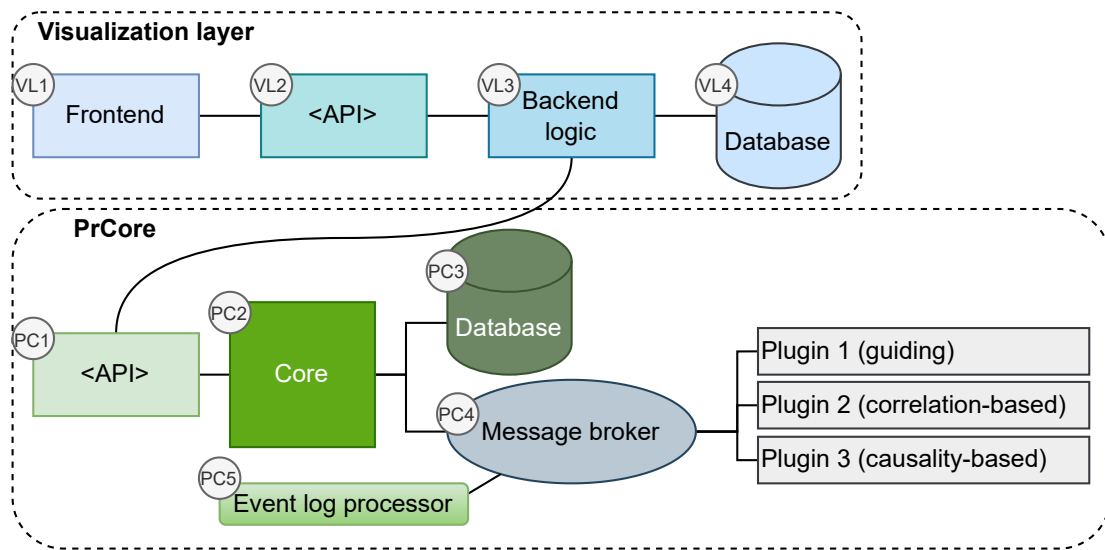 Visualization layer
VL1
Frontend
VL2
<API>
VL3
Backend
logic
VL4
Database
PrCore
PC1
<API>
PC2
Core
PC3
Database
PC4
Message broker
PC5
Event log processor
Plugin 1 (guiding)
Plugin 2 (correlation-based)
Plugin 3 (causality-based)